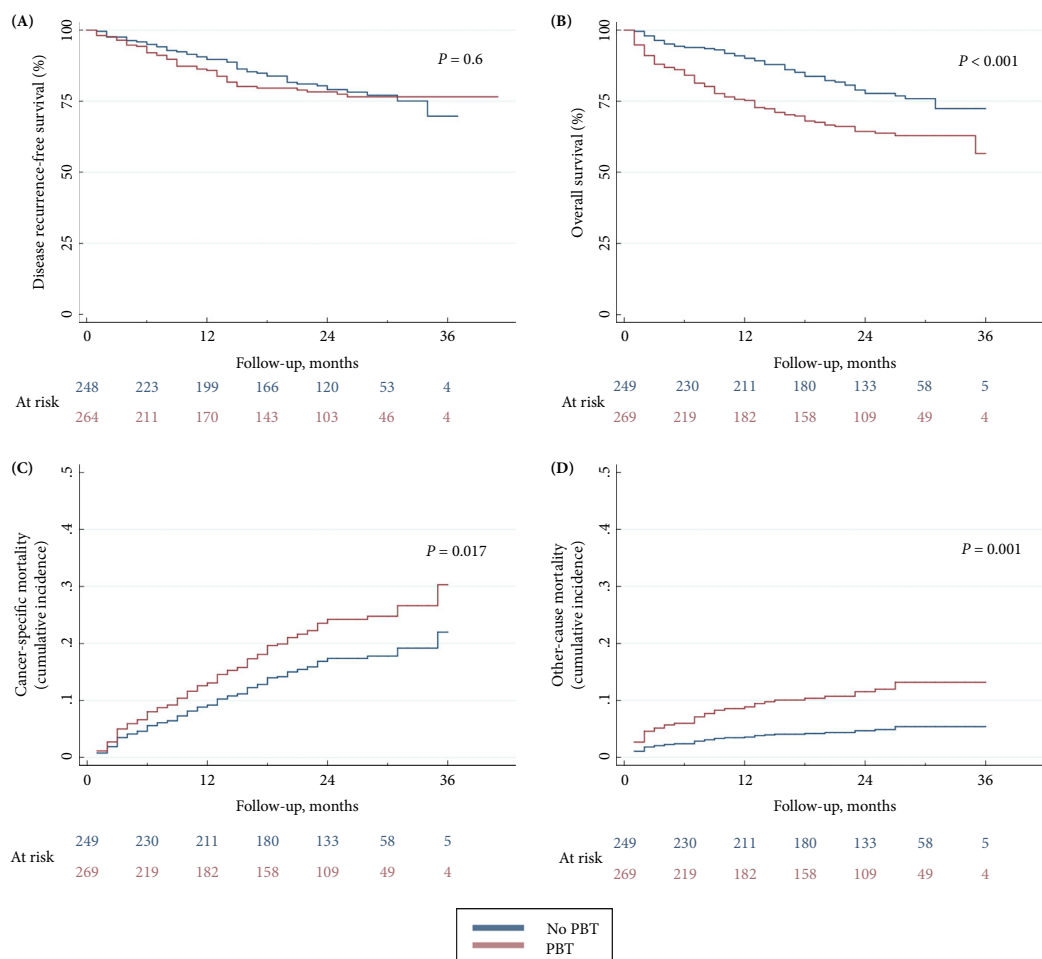 (A)
Disease recurrence-free survival (%)
100
75
50
25
0
P = 0.6
0 12 24 36
Follow-up, months
At risk
248 223 199 166 120 53 4
264 211 170 143 103 46 4
(B)
Overall survival (%)
100
75
50
25
0
P < 0.001
0 12 24 36
Follow-up, months
At risk
249 230 211 180 133 58 5
269 219 182 158 109 49 4
(C)
Cancer-specific mortality
(cumulative incidence)
.5
.4
.3
.2
.1
0
P = 0.017
0 12 24 36
Follow-up, months
At risk
249 230 211 180 133 58 5
269 219 182 158 109 49 4
(D)
Other-cause mortality
(cumulative incidence)
.5
.4
.3
.2
.1
0
P = 0.001
0 12 24 36
Follow-up, months
At risk
249 230 211 180 133 58 5
269 219 182 158 109 49 4
No PBT
PBT